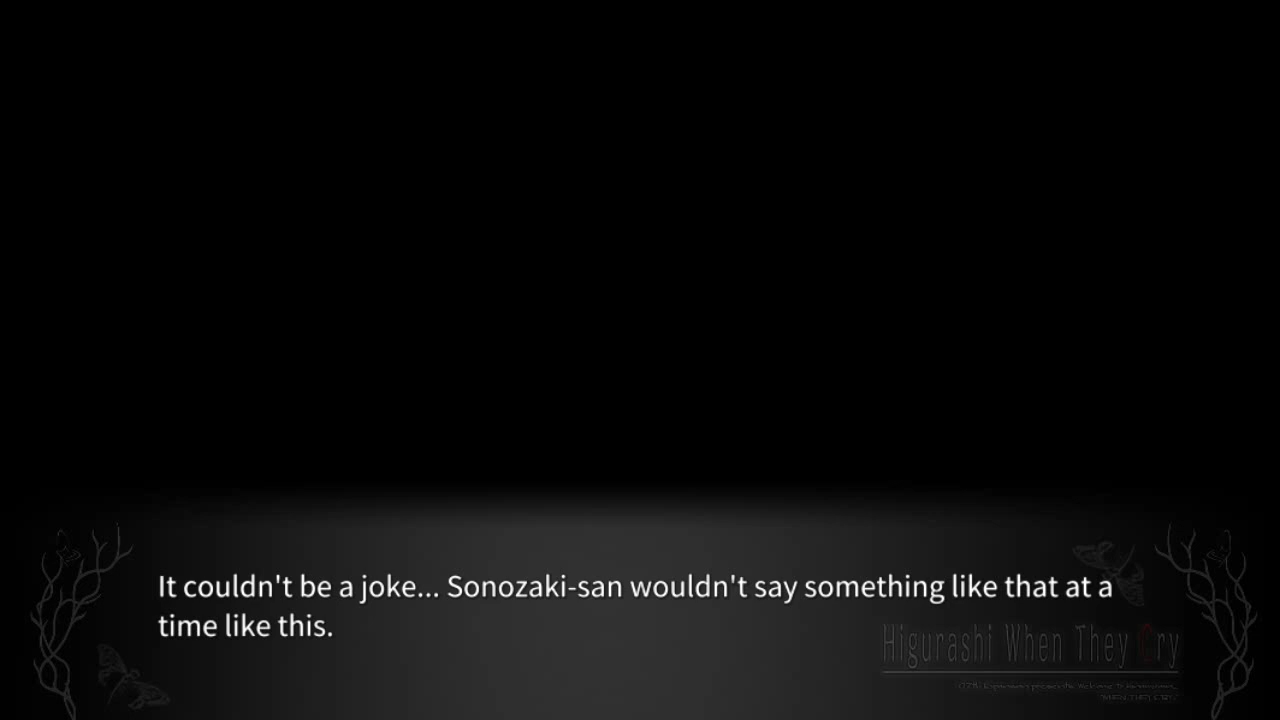 It couldn't be a joke... Sonozaki-san wouldn't say something like that at a
time like this.
Higurashi When They Cry